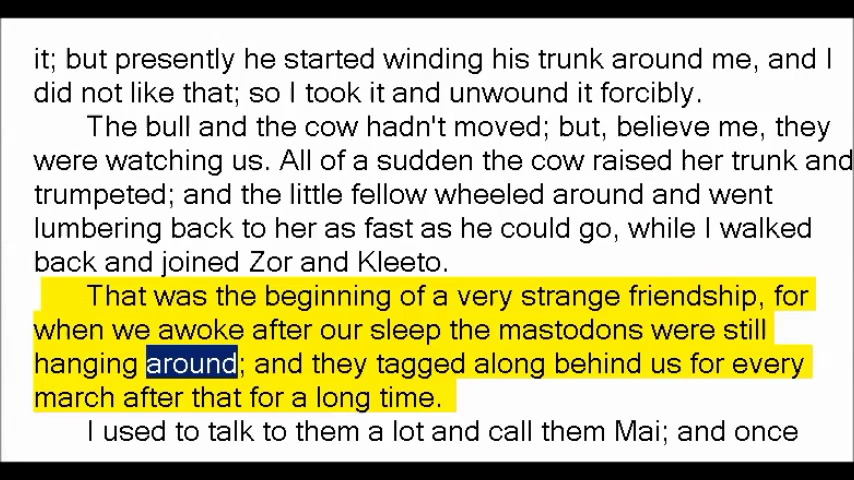 it; but presently he started winding his trunk around me, and I
did not like that; so I took it and unwound it forcibly.
The bull and the cow hadn't moved; but, believe me, they
were watching us. All of a sudden the cow raised her trunk and
trumpeted; and the little fellow wheeled around and went
lumbering back to her as fast as he could go, while I walked
back and joined Zor and Kleeto.
That was the beginning of a very strange friendship, for
when we awoke after our sleep the mastodons were still
hanging around; and they tagged along behind us for every
march after that for a long time.
I used to talk to them a lot and call them Mai; and once